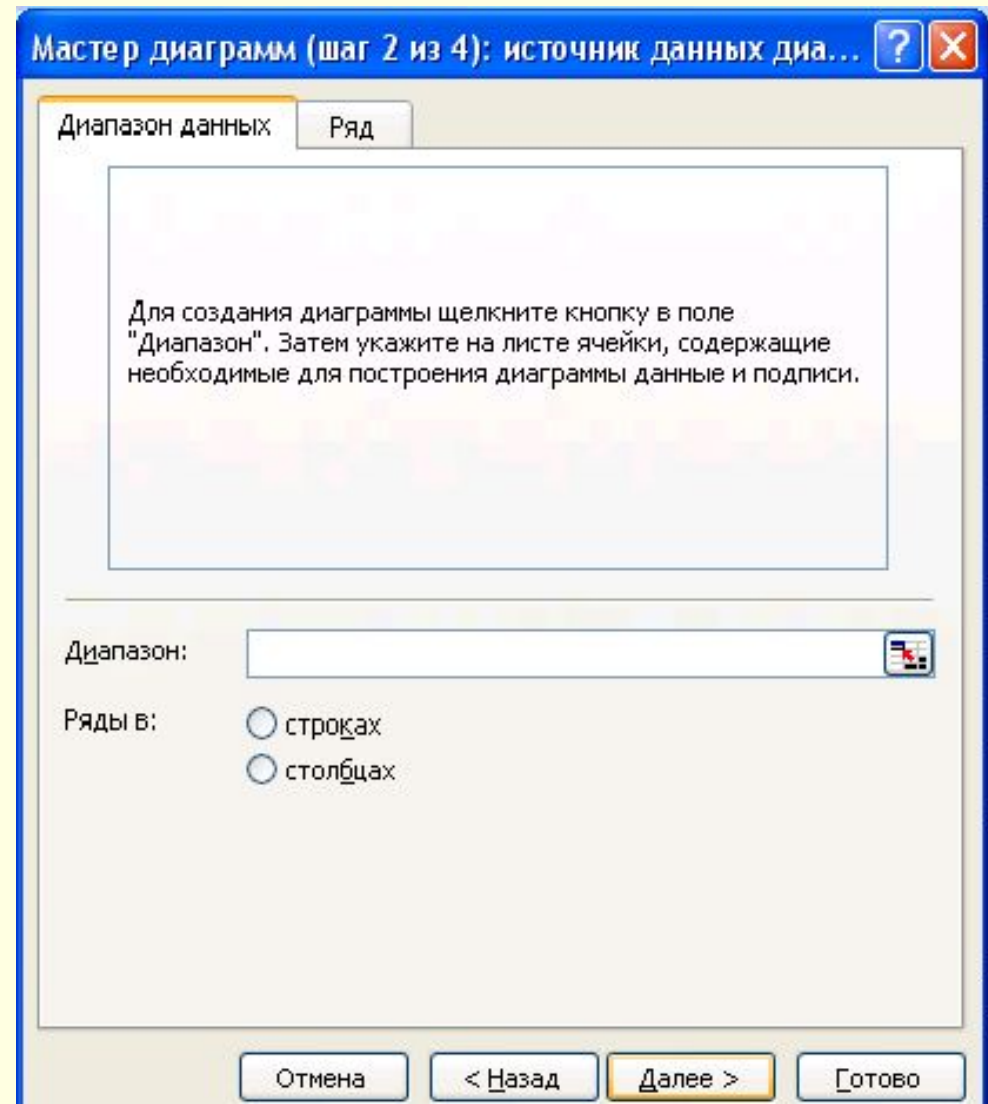 Мастер диаграмм (шаг 2 из 4): источник данных диа...
Диапазон данных Ряд
Для создания диаграммы щелкните кнопку в поле
"Диапазон". Затем укажите на листе ячейки, содержащие
необходимые для построения диаграммы данные и подписи.
Диапазон:
Ряды в: строках
столбцах
Отмена < Назад Далее > Готово